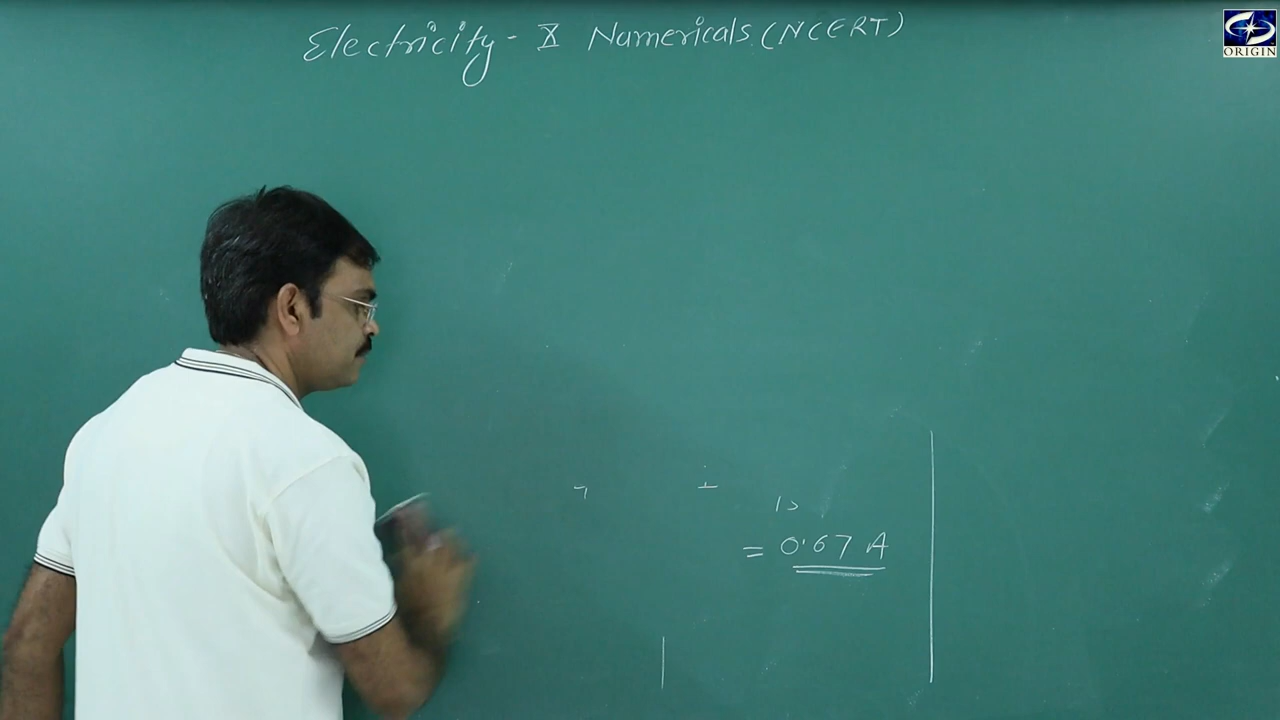 Electricity - X Numericals (NCERT)
ORIGIN
= 0.67 A